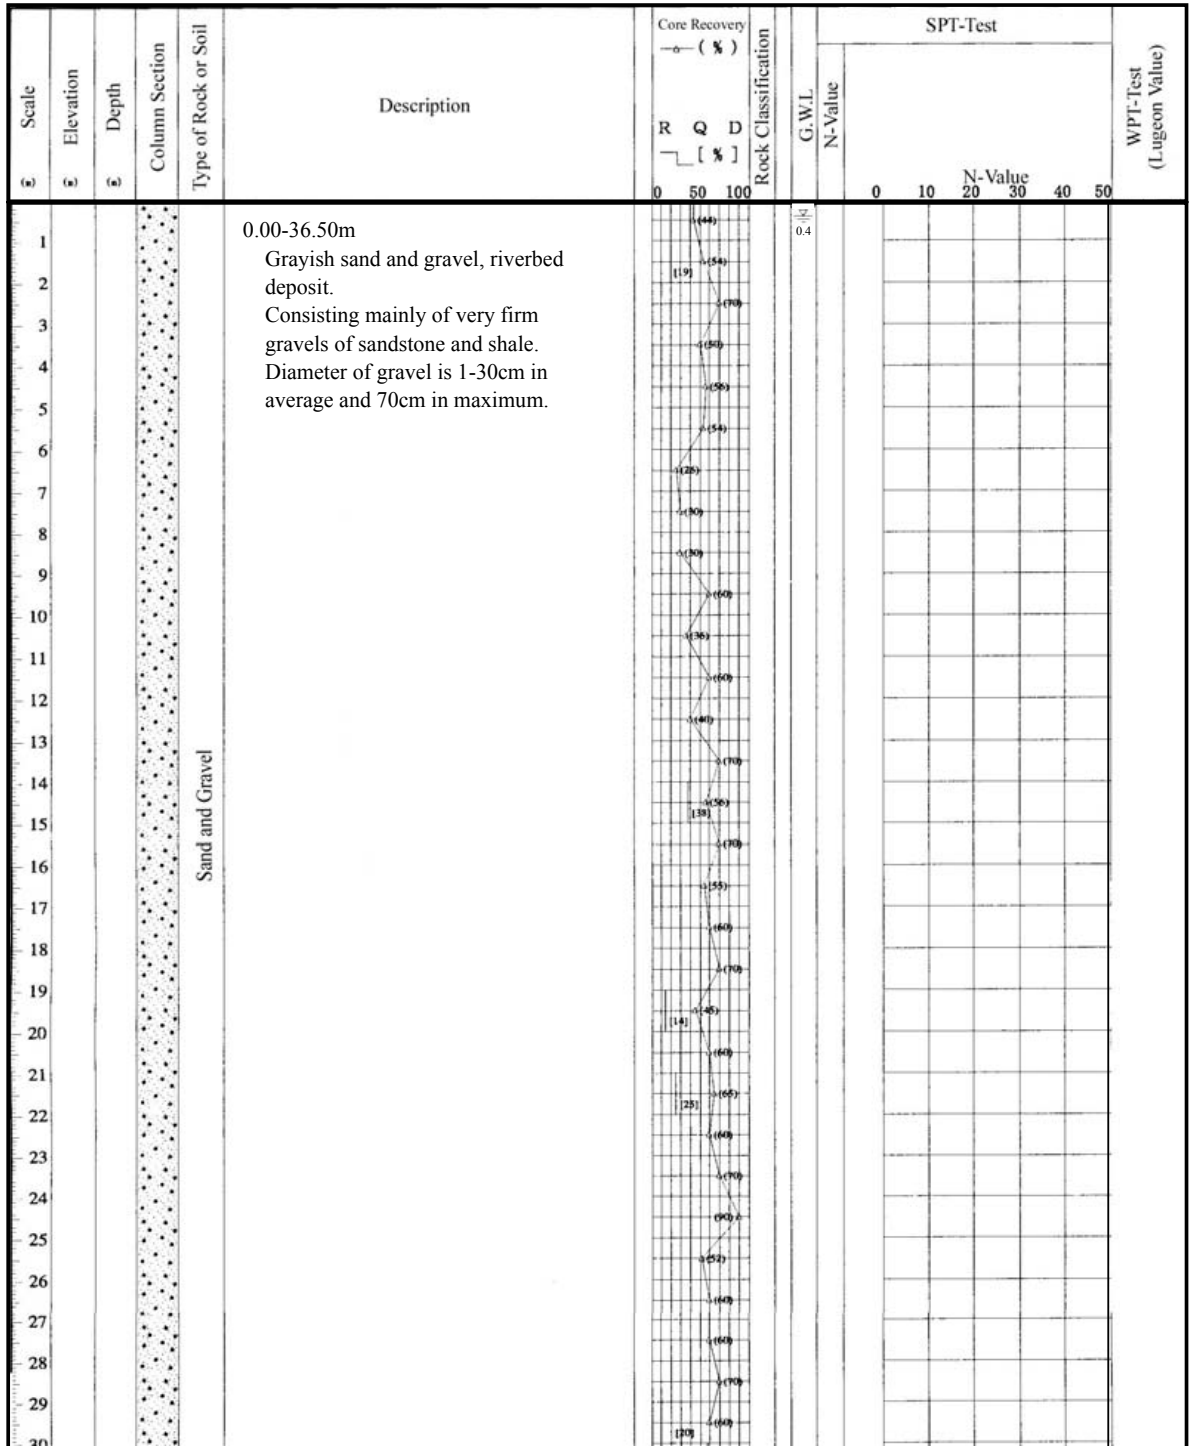 Scale
(m)
Elevation
(m)
Depth
(m)
Column Section
Type of Rock or Soil
Description
Core Recovery
( % )
R Q D
[ % ]
0 50 100
Rock Classification
G.W.L
SPT-Test
N-Value
N-Value
0 10 20 30 40 50
WPT-Test
(Lugeon Value)
0.00-36.50m
Grayish sand and gravel, riverbed
deposit.
Consisting mainly of very firm
gravels of sandstone and shale.
Diameter of gravel is 1-30cm in
average and 70cm in maximum.
Sand and Gravel
0.4
1
2
3
4
5
6
7
8
9
10
11
12
13
14
15
16
17
18
19
20
21
22
23
24
25
26
27
28
29
30
(44)
(54)
[19]
(70)
(50)
(56)
(54)
(30)
(30)
(60)
(36)
(60)
(40)
(70)
(56)
[38]
(70)
(55)
(60)
(70)
(45)
[14]
(60)
(65)
[25]
(60)
(70)
(90)
(52)
(60)
(60)
(70)
(60)
[20]